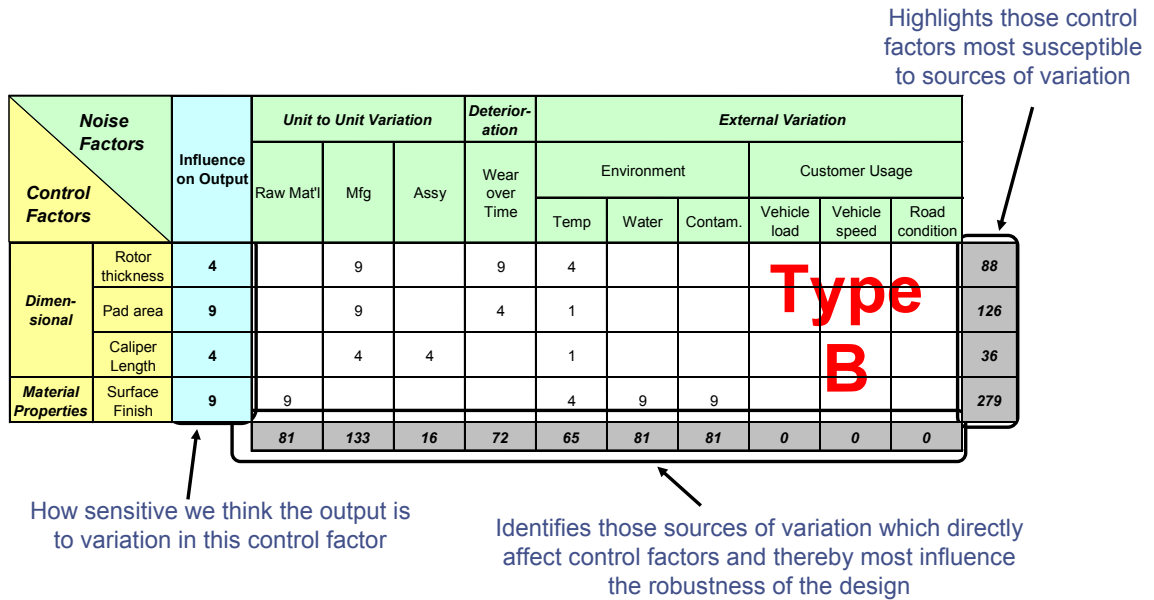 Highlights those control
factors most susceptible
to sources of variation
Noise
Factors
Control
Factors
Influence
on Output
Unit to Unit Variation
Deterior-
ation
External Variation
Raw Mat'l
Mfg
Assy
Wear
over
Time
Environment
Customer Usage
Temp
Water
Contam.
Vehicle
load
Vehicle
speed
Road
condition
Dimen-
sional
Rotor
thickness
4 9 9 4 88
Pad area 9 9 4 1 126
Caliper
Length
4 4 4 1 36
Material
Properties
Surface
Finish
9 9 4 9 9 279
Type
B
81 133 16 72 65 81 81 0 0 0
How sensitive we think the output is
to variation in this control factor
Identifies those sources of variation which directly
affect control factors and thereby most influence
the robustness of the design